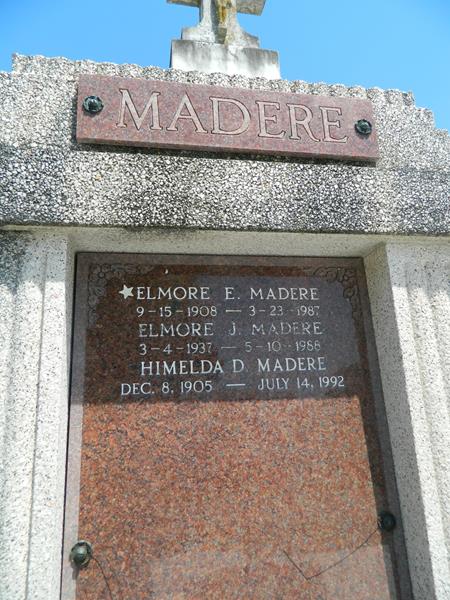 MADERE
ELMORE E. MADERE
9-15-1908 — 3-23-1987
ELMORE J. MADERE
3-4-1937 — 5-10-1988
HIMELDA D. MADERE
DEC. 8, 1905 — JULY 14, 1992